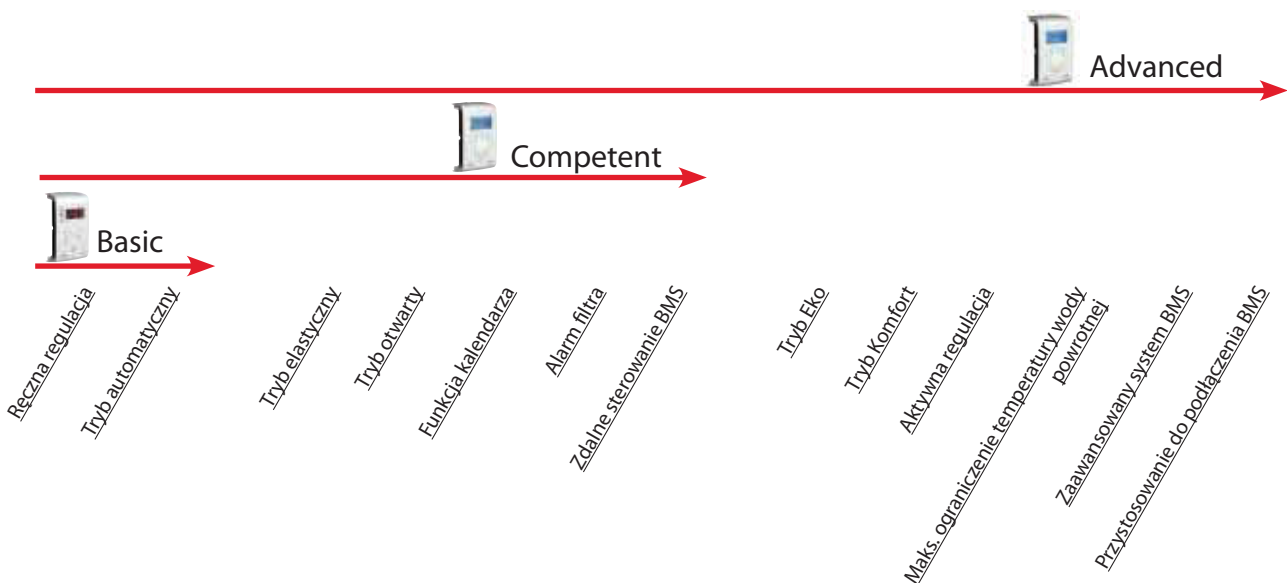 Advanced
Competent
Basic
Ręczna regulacja
Tryb automatyczny
Tryb elastyczny
Tryb otwarty
Funkcja kalendarza
Alarm filtra
Zdalne sterowanie BMS
Tryb Eko
Tryb Komfort
Aktywna regulacja
Maks. ograniczenie temperatury wody
powrotnej
Zaawansowany system BMS
Przystosowanie do podłączenia BMS